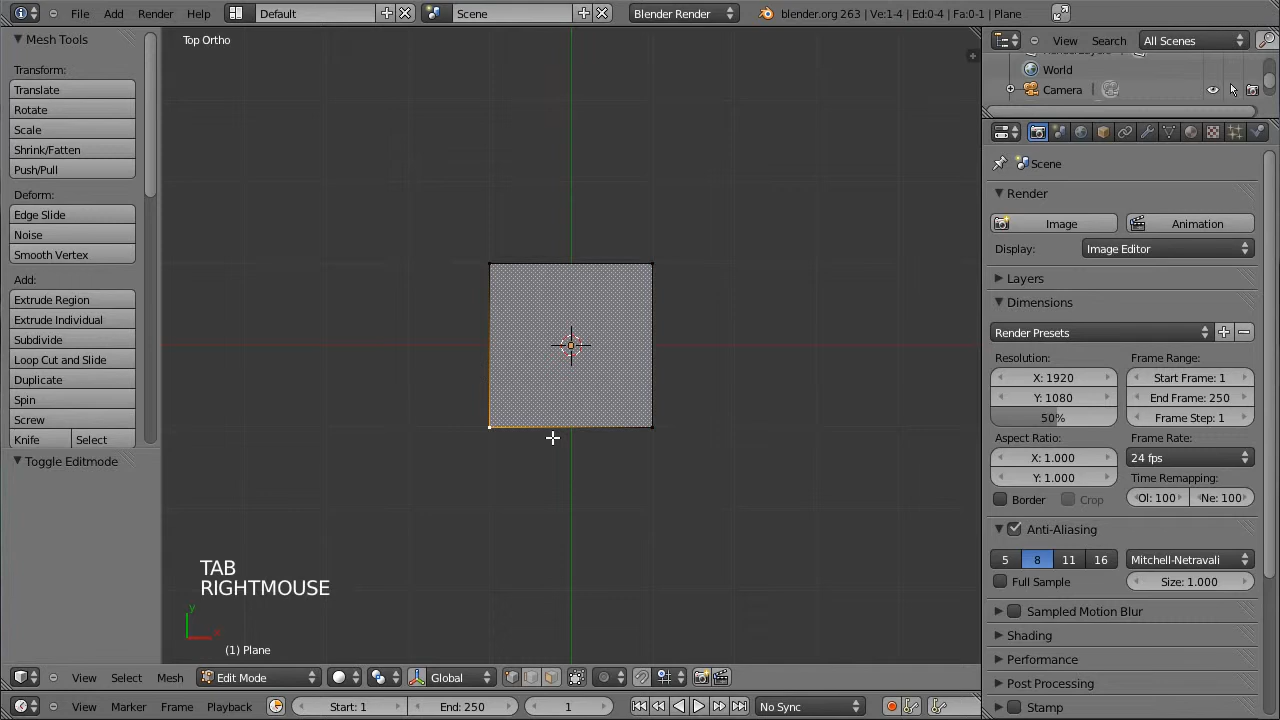 File Add Render Help Default Scene Blender Render blender.org 263 | Ve:1-4 | Ed:0-4 | Fa:0-1 | Plane
Mesh Tools
Transform:
Translate
Rotate
Scale
Shrink/Fatten
Push/Pull
Deform:
Edge Slide
Noise
Smooth Vertex
Add:
Extrude Region
Extrude Individual
Subdivide
Loop Cut and Slide
Duplicate
Spin
Screw
Knife Select
Toggle Editmode
Top Ortho
TAB
RIGHTMOUSE
y
x
(1) Plane
View Select Mesh Edit Mode Global
View Marker Frame Playback Start: 1 End: 250 1 No Sync
View Search All Scenes
World
Camera
Scene
Render
Image Animation
Display: Image Editor
Layers
Dimensions
Render Presets
Resolution: Frame Range:
X: 1920 Start Frame: 1
Y: 1080 End Frame: 250
50% Frame Step: 1
Aspect Ratio: Frame Rate:
X: 1.000 24 fps
Y: 1.000 Time Remapping:
Border Crop Ol: 100 Ne: 100
Anti-Aliasing
5 8 11 16 Mitchell-Netravali
Full Sample Size: 1.000
Sampled Motion Blur
Shading
Performance
Post Processing
Stamp